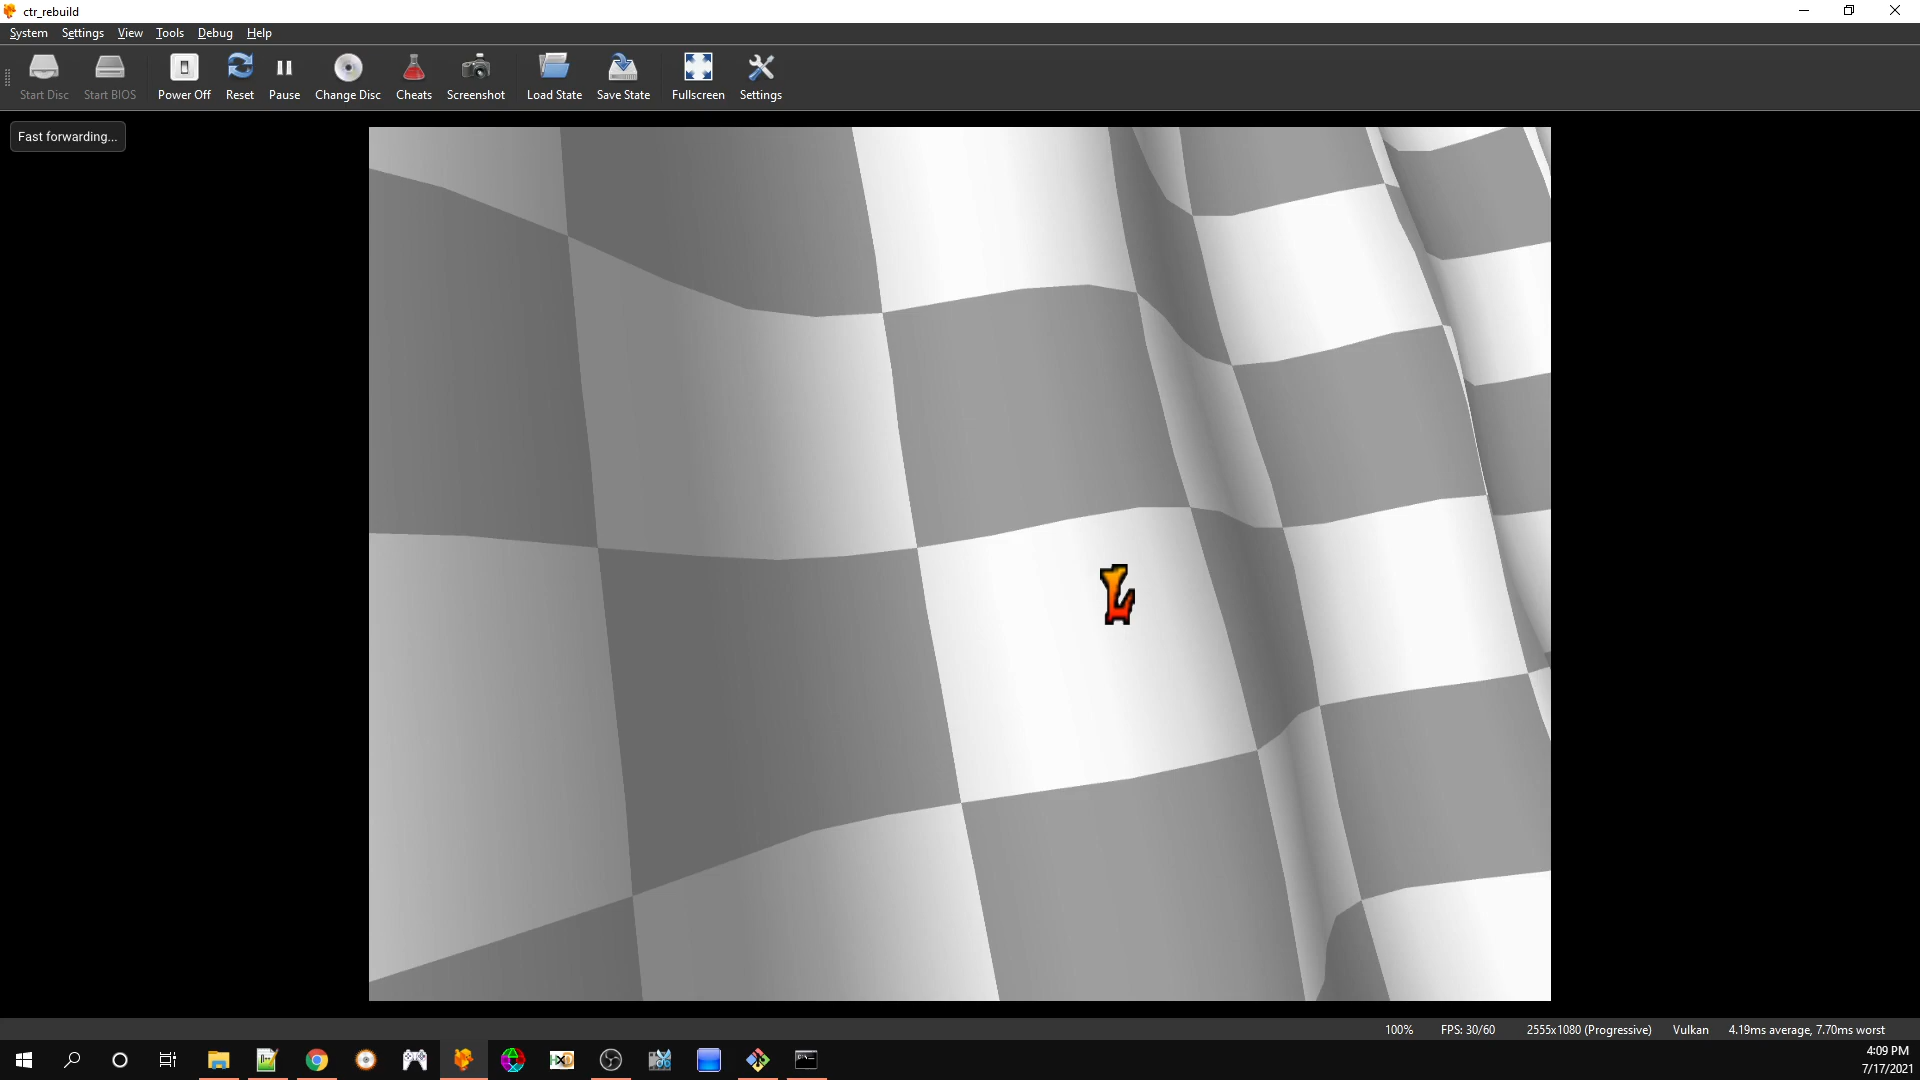 ctr_rebuild
System Settings View Tools Debug Help
Start Disc Start BIOS Power Off Reset Pause Change Disc Cheats Screenshot Load State Save State Fullscreen Settings
Fast forwarding...
L
100% FPS: 30/60 2555x1080 (Progressive) Vulkan 4.19ms average, 7.70ms worst
4:09 PM
7/17/2021